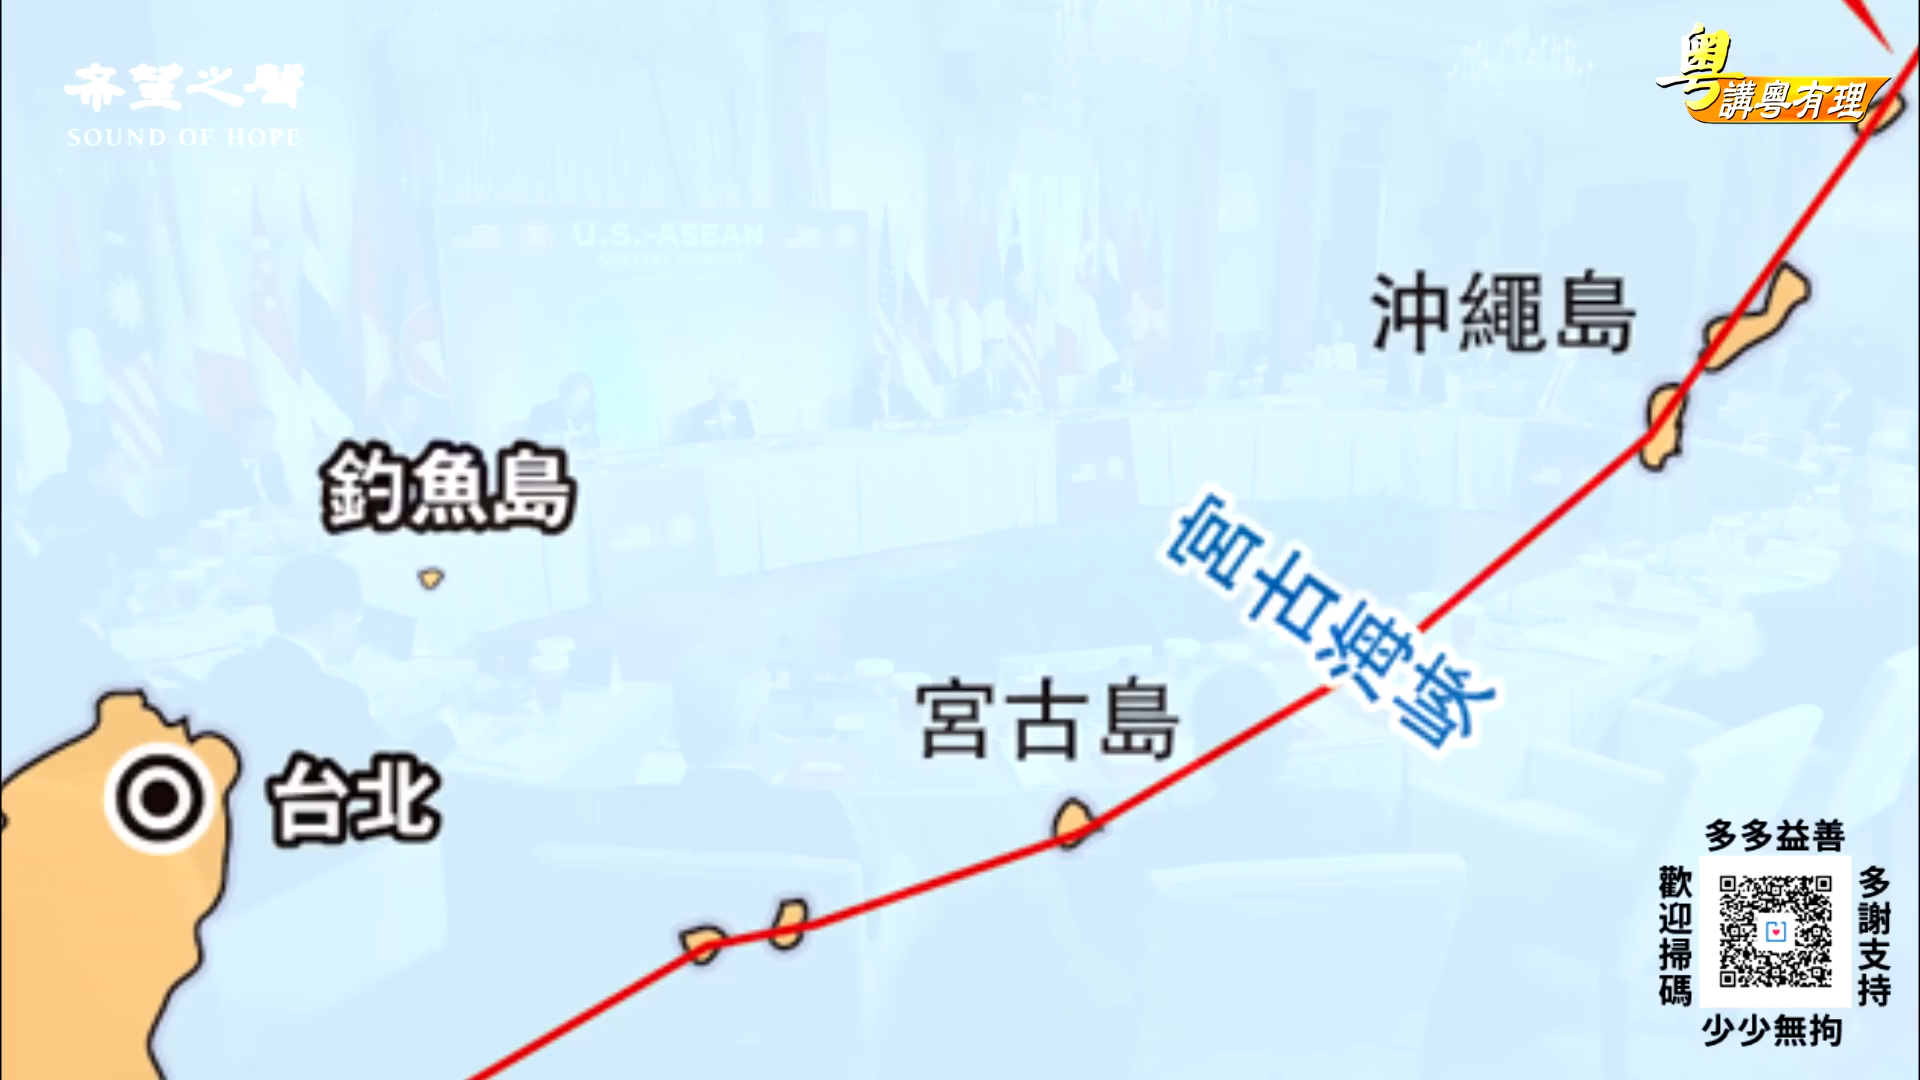 希望之聲
SOUND OF HOPE
粵講粵有理
U.S.-ASEAN
SPECIAL SUMMIT
沖繩島
釣魚島
宮古海峽
宮古島
台北
多多益善
歡迎掃碼
多謝支持
少少無拘